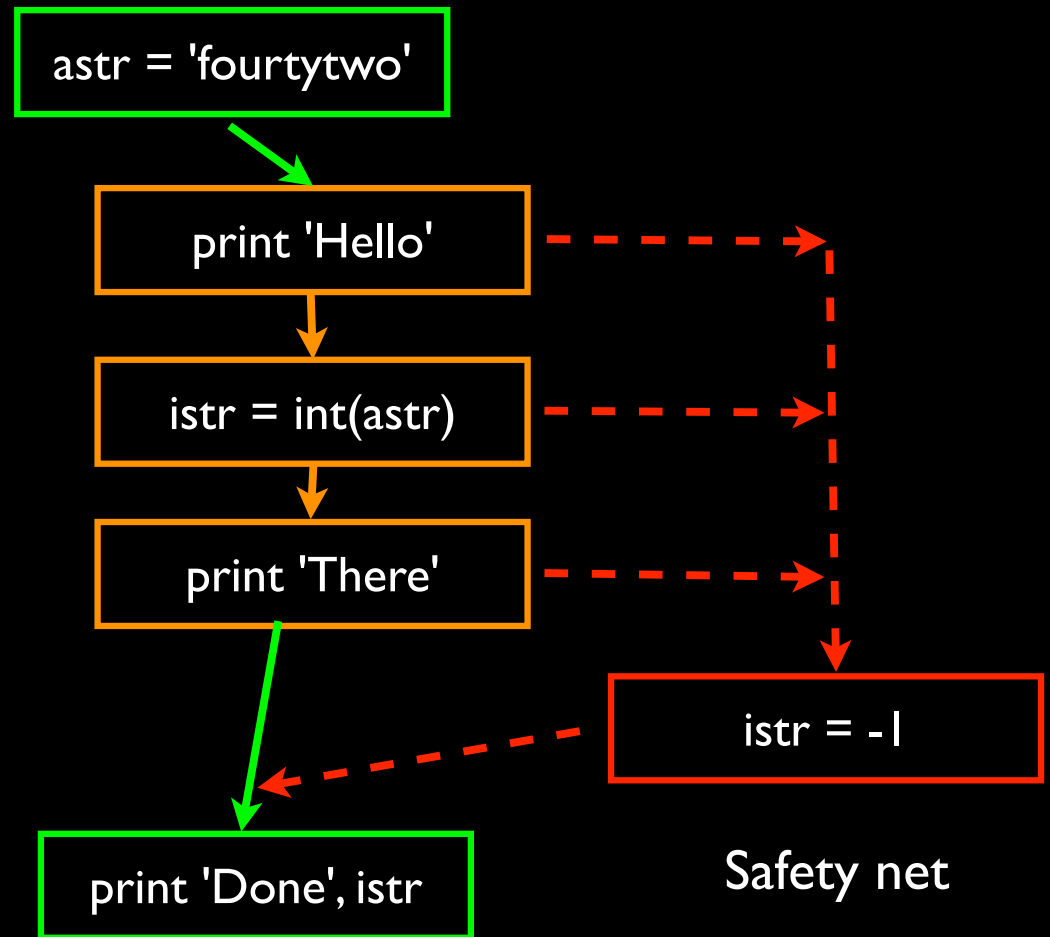 astr = 'fourtytwo'
print 'Hello'
istr = int(astr)
print 'There'
istr = -1
print 'Done', istr
Safety net